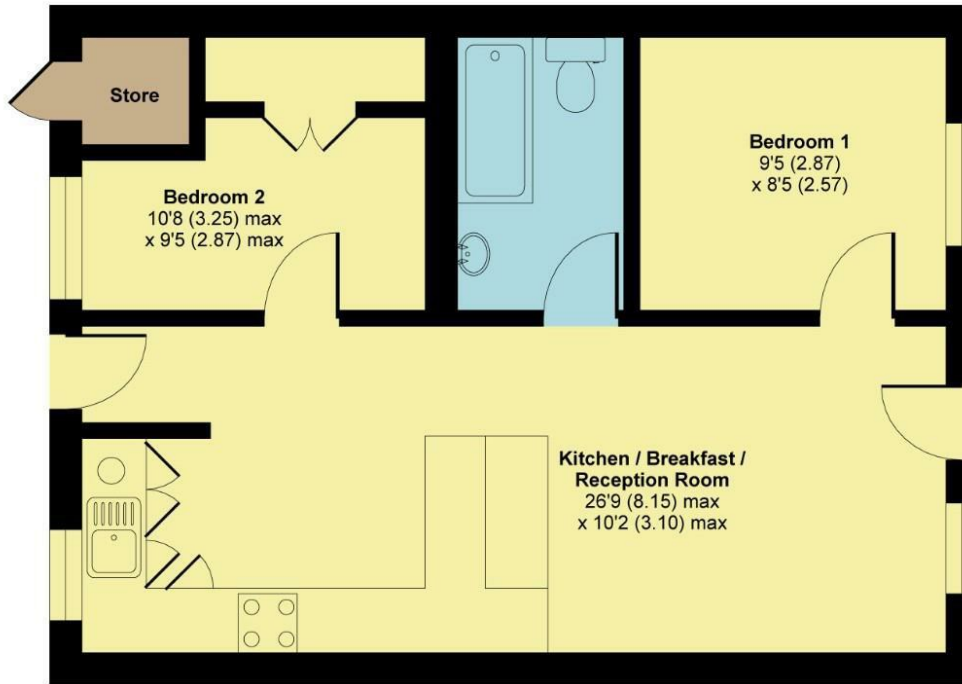 Store
Bedroom 2
10'8 (3.25) max
x 9'5 (2.87) max
Bedroom 1
9'5 (2.87)
x 8'5 (2.57)
Kitchen / Breakfast /
Reception Room
26'9 (8.15) max
x 10'2 (3.10) max